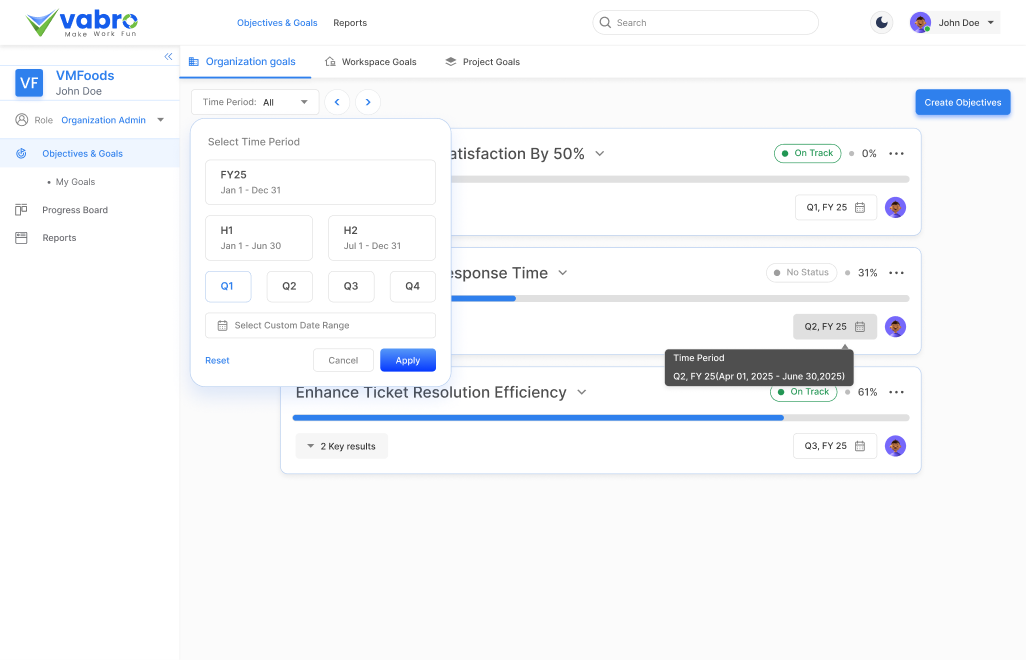 vabro
Make Work Fun
Objectives & Goals
Reports
Search
John Doe
VF
VMFoods
John Doe
Role
Organization Admin
Objectives & Goals
• My Goals
Progress Board
Reports
Organization goals
Workspace Goals
Project Goals
Time Period: All
Create Objectives
Select Time Period
FY25
Jan 1 - Dec 31
H1
Jan 1 - Jun 30
H2
Jul 1 - Dec 31
Q1
Q2
Q3
Q4
Select Custom Date Range
Reset
Cancel
Apply
atisfaction By 50%
On Track
0%
Q1, FY 25
esponse Time
No Status
31%
Q2, FY 25
Time Period
Q2, FY 25(Apr 01, 2025 - June 30,2025)
Enhance Ticket Resolution Efficiency
On Track
61%
2 Key results
Q3, FY 25